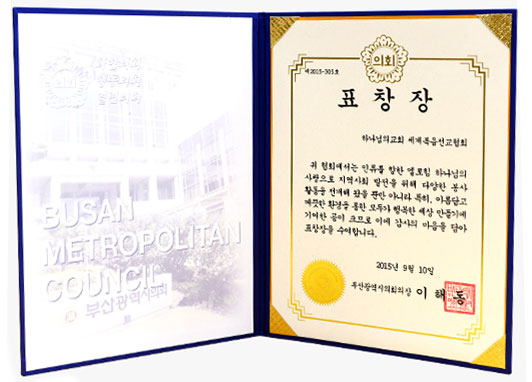 BUSAN
METROPOLITAN
COUNCIL
부산광역시의회
의회
제2015-303호
표창장
하나님의교회 세계복음선교협회
귀 협회에서는 인류를 향한 엘로힘 하나님의
사랑으로 지역사회 발전을 위해 다양한 봉사
활동을 전개해 왔을 뿐만 아니라 특히, 아름답고
깨끗한 환경을 통한 모두가 행복한 세상 만들기에
기여한 공이 크므로 이에 감사의 마음을 담아
표창장을 수여합니다.
2015년 9월 10일
부산광역시의회의장 이해동